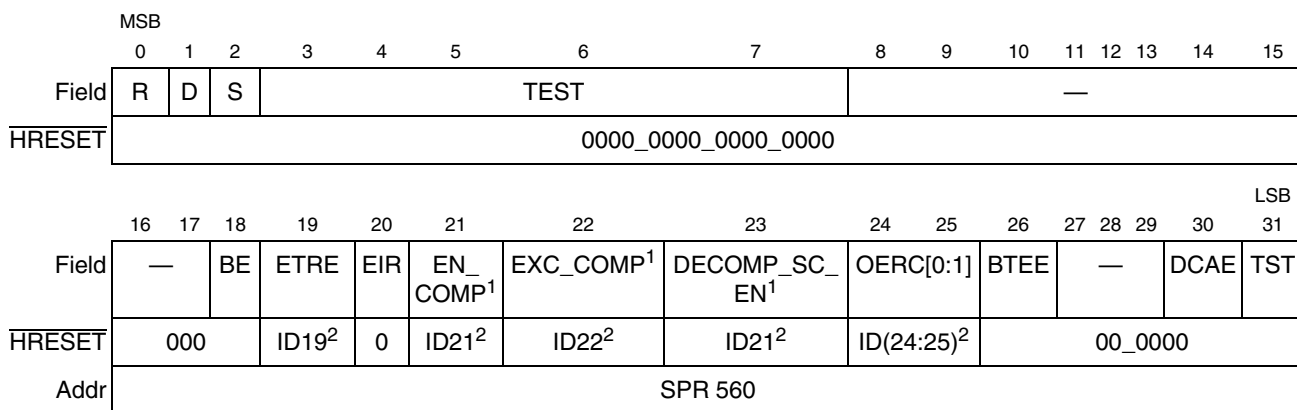 MSB
0 1 2 3 4 5 6 7 8 9 10 11 12 13 14 15
Field R D S TEST —
HRESET 0000_0000_0000_0000
LSB
16 17 18 19 20 21 22 23 24 25 26 27 28 29 30 31
Field — BE ETRE EIR EN_ EXC_COMP1 DECOMP_SC_ OERC[0:1] BTEE — DCAE TST
COMP1 EN1
HRESET 000 ID192 0 ID212 ID222 ID212 ID(24:25)2 00_0000
Addr SPR 560